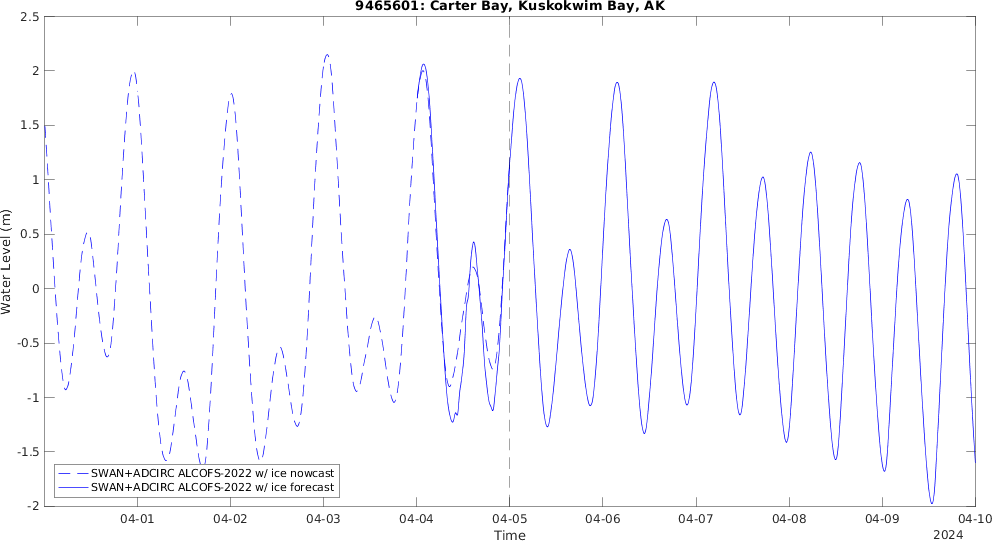 9465601: Carter Bay, Kuskokwim Bay, AK
2.5
2
1.5
1
0.5
0
-0.5
-1
-1.5
-2
Water Level (m)
SWAN+ADCIRC ALCOFS-2022 w/ ice nowcast
SWAN+ADCIRC ALCOFS-2022 w/ ice forecast
04-01 04-02 04-03 04-04 04-05 04-06 04-07 04-08 04-09 04-10
Time
2024